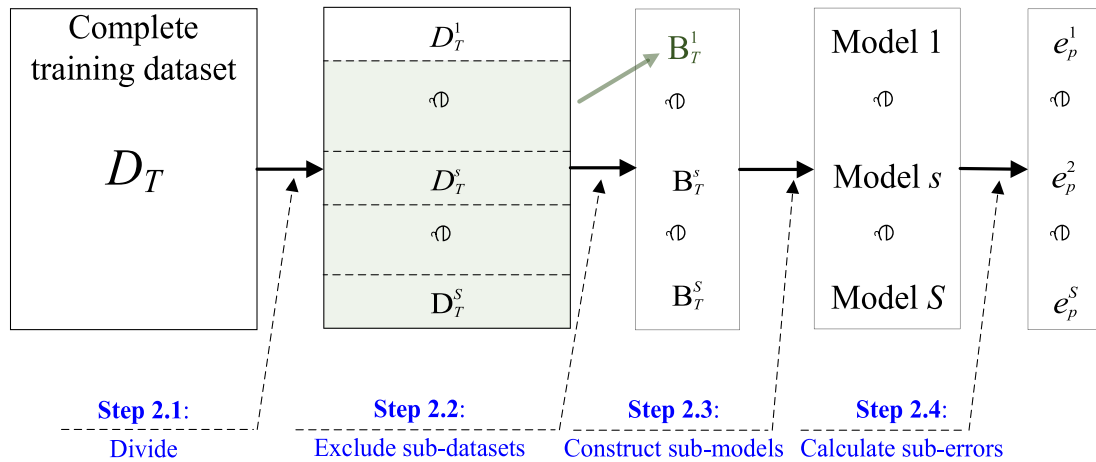 Complete
training dataset
D_T
D_T^1
D_T^s
D_T^S
B_T^1
B_T^s
B_T^S
Model 1
Model s
Model S
e_p^1
e_p^2
e_p^S
Step 2.1:
Divide
Step 2.2:
Exclude sub-datasets
Step 2.3:
Construct sub-models
Step 2.4:
Calculate sub-errors